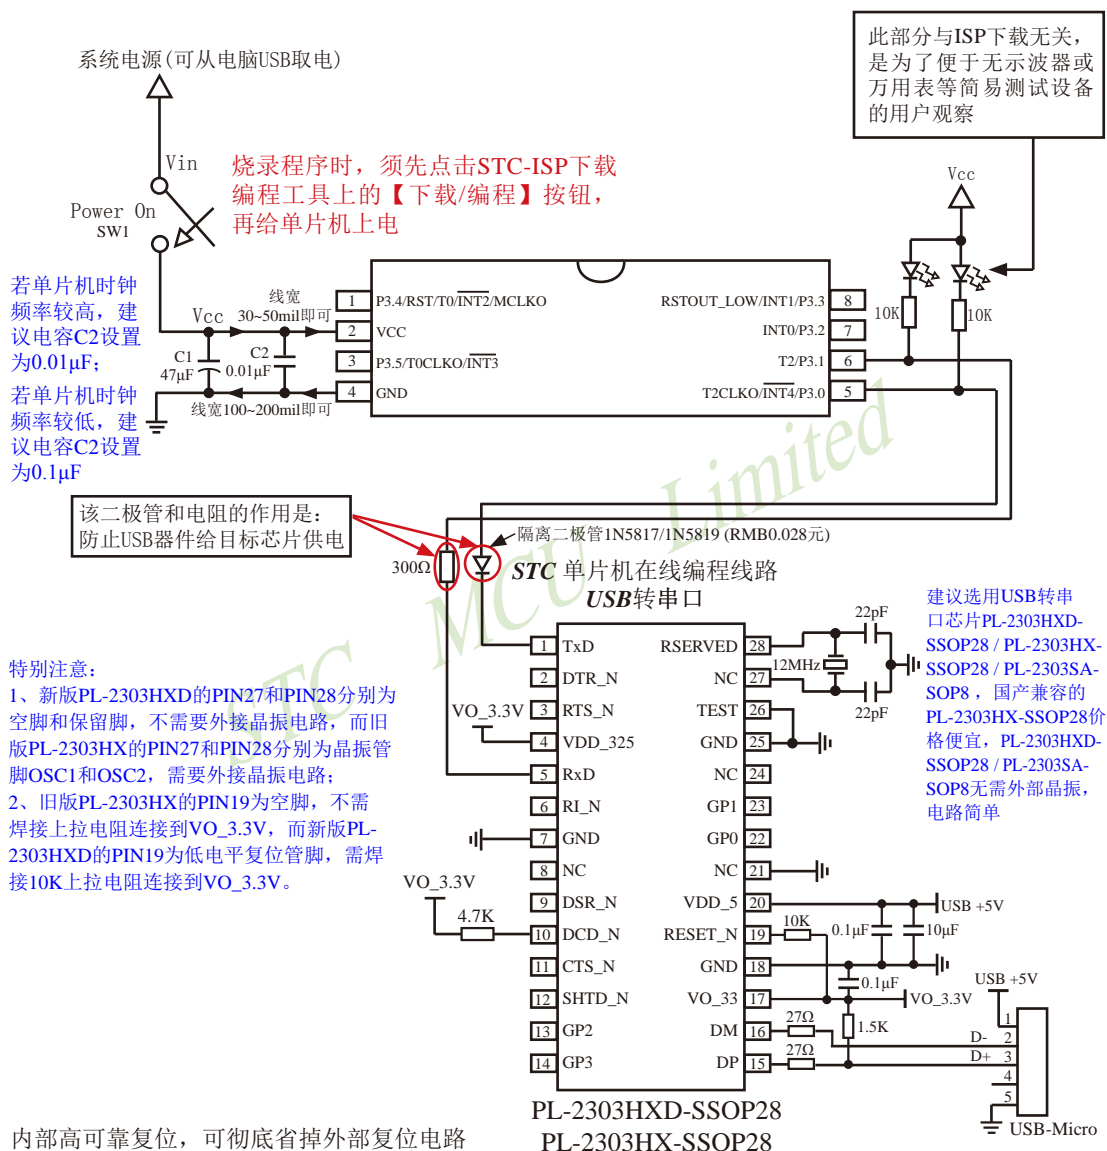 系统电源(可从电脑USB取电)
此部分与ISP下载无关,
是为了便于无示波器或
万用表等简易测试设备
的用户观察
Vin
Power On
SW1
烧录程序时，须先点击STC-ISP下载
编程工具上的【下载/编程】按钮，
再给单片机上电
Vcc
若单片机时钟
频率较高，建
议电容C2设置
为0.01μF；
若单片机时钟
频率较低，建
议电容C2设置
为0.1μF
Vcc
线宽
30~50mil即可
C1
47μF
C2
0.01μF
线宽100~200mil即可
1 P3.4/RST/T0/INT2/MCLKO
2 VCC
3 P3.5/T0CLKO/INT3
4 GND
RSTOUT_LOW/INT1/P3.3 8
INT0/P3.2 7
T2/P3.1 6
T2CLKO/INT4/P3.0 5
10K
10K
该二极管和电阻的作用是：
防止USB器件给目标芯片供电
300Ω
隔离二极管1N5817/1N5819 (RMB0.028元)
STC 单片机在线编程线路
USB转串口
STC MCU Limited
特别注意：
1、新版PL-2303HXD的PIN27和PIN28分别为
空脚和保留脚，不需要外接晶振电路，而旧
版PL-2303HX的PIN27和PIN28分别为晶振管
脚OSC1和OSC2，需要外接晶振电路；
2、旧版PL-2303HX的PIN19为空脚，不需
焊接上拉电阻连接到VO_3.3V，而新版PL-
2303HXD的PIN19为低电平复位管脚，需焊
接10K上拉电阻连接到VO_3.3V。
VO_3.3V
VO_3.3V
4.7K
1 TxD
2 DTR_N
3 RTS_N
4 VDD_325
5 RxD
6 RI_N
7 GND
8 NC
9 DSR_N
10 DCD_N
11 CTS_N
12 SHTD_N
13 GP2
14 GP3
RSERVED 28
NC 27
TEST 26
GND 25
NC 24
GP1 23
GP0 22
NC 21
VDD_5 20
RESET_N 19
GND 18
VO_33 17
DM 16
DP 15
22pF
12MHz
22pF
建议选用USB转串
口芯片PL-2303HXD-
SSOP28 / PL-2303HX-
SSOP28 / PL-2303SA-
SOP8，国产兼容的
PL-2303HX-SSOP28价
格便宜，PL-2303HXD-
SSOP28 / PL-2303SA-
SOP8无需外部晶振，
电路简单
USB +5V
10K
0.1μF
10μF
0.1μF
VO_3.3V
27Ω
1.5K
27Ω
USB +5V
D-
D+
1
2
3
4
5
USB-Micro
PL-2303HXD-SSOP28
PL-2303HX-SSOP28
内部高可靠复位，可彻底省掉外部复位电路